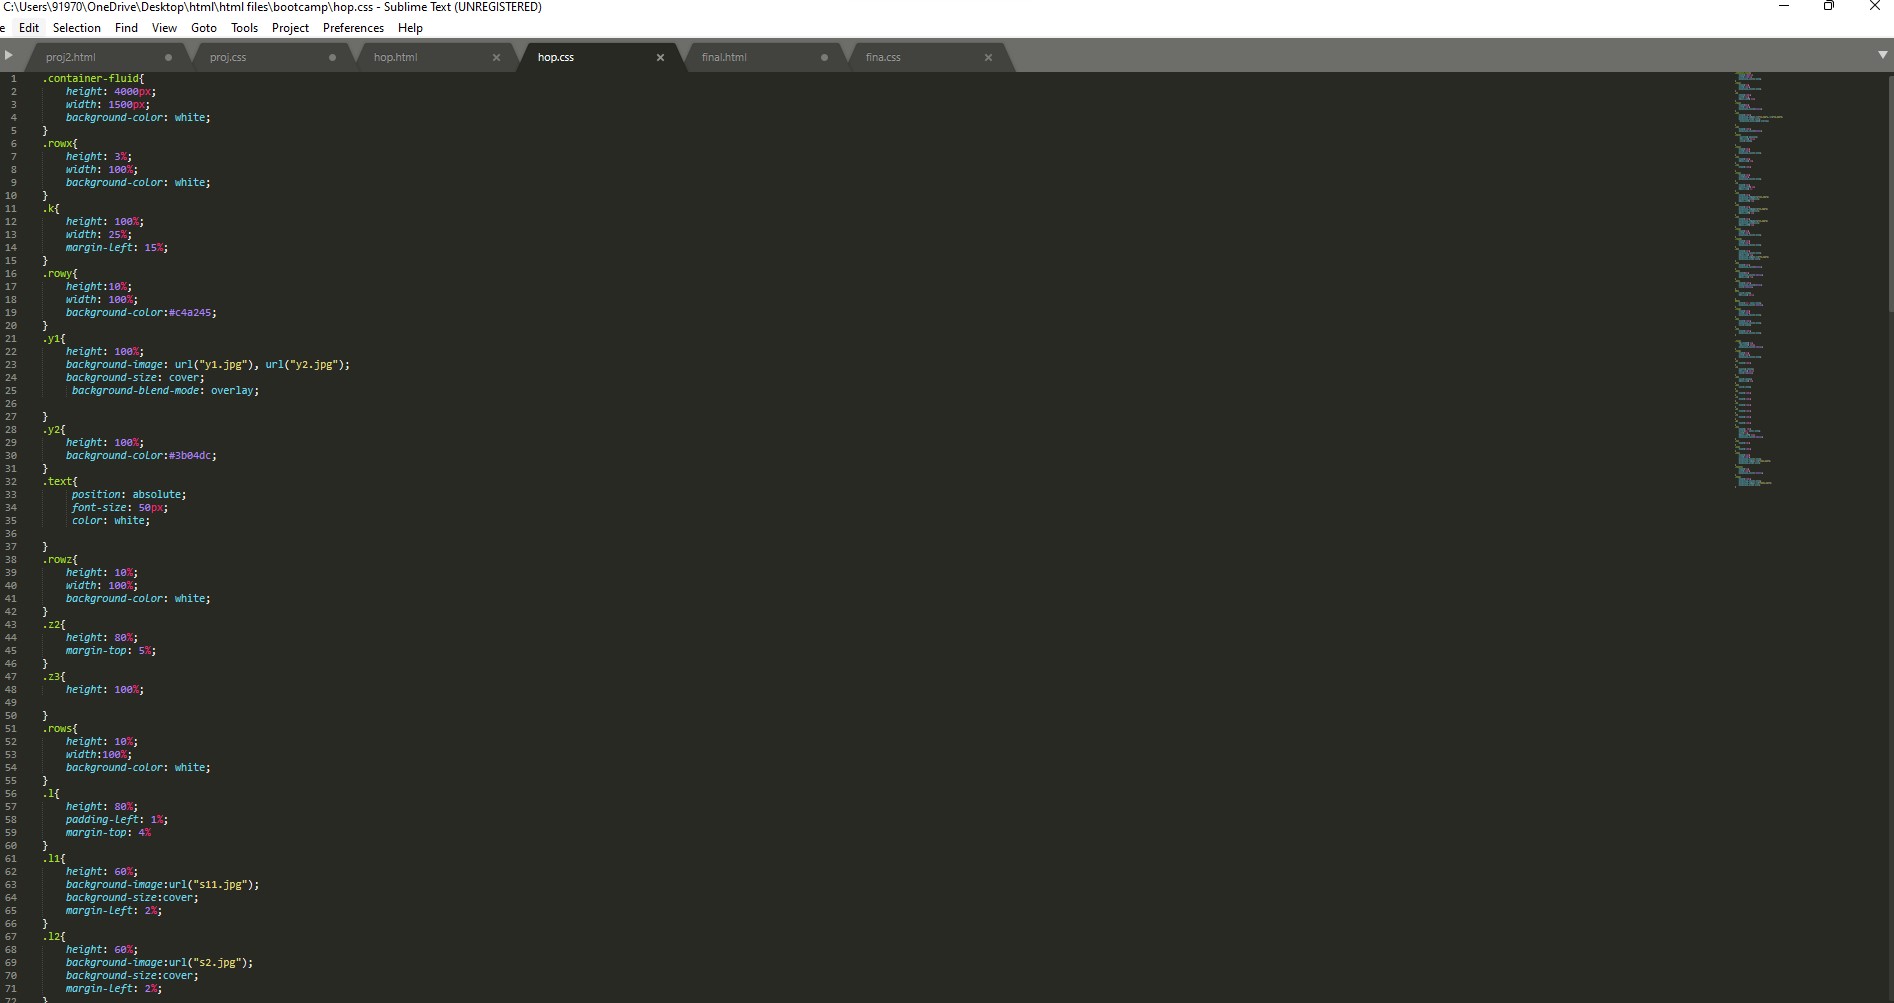 C:\Users\91970\OneDrive\Desktop\html\html files\bootcamp\hop.css - Sublime Text (UNREGISTERED)
e Edit Selection Find View Goto Tools Project Preferences Help
proj2.html proj.css hop.html hop.css final.html fina.css
1 .container-fluid{
2 height: 4000px;
3 width: 1500px;
4 background-color: white;
5 }
6 .rowx{
7 height: 3%;
8 width: 100%;
9 background-color: white;
10 }
11 .k{
12 height: 100%;
13 width: 25%;
14 margin-left: 15%;
15 }
16 .rowy{
17 height:10%;
18 width: 100%;
19 background-color:#c4a245;
20 }
21 .y1{
22 height: 100%;
23 background-image: url("y1.jpg"), url("y2.jpg");
24 background-size: cover;
25 background-blend-mode: overlay;
26
27 }
28 .y2{
29 height: 100%;
30 background-color:#3b04dc;
31 }
32 .text{
33 position: absolute;
34 font-size: 50px;
35 color: white;
36
37 }
38 .rowz{
39 height: 10%;
40 width: 100%;
41 background-color: white;
42 }
43 .z2{
44 height: 80%;
45 margin-top: 5%;
46 }
47 .z3{
48 height: 100%;
49
50 }
51 .rows{
52 height: 10%;
53 width:100%;
54 background-color: white;
55 }
56 .l{
57 height: 80%;
58 padding-left: 1%;
59 margin-top: 4%
60 }
61 .l1{
62 height: 60%;
63 background-image:url("s11.jpg");
64 background-size:cover;
65 margin-left: 2%;
66 }
67 .l2{
68 height: 60%;
69 background-image:url("s2.jpg");
70 background-size:cover;
71 margin-left: 2%;
72 }